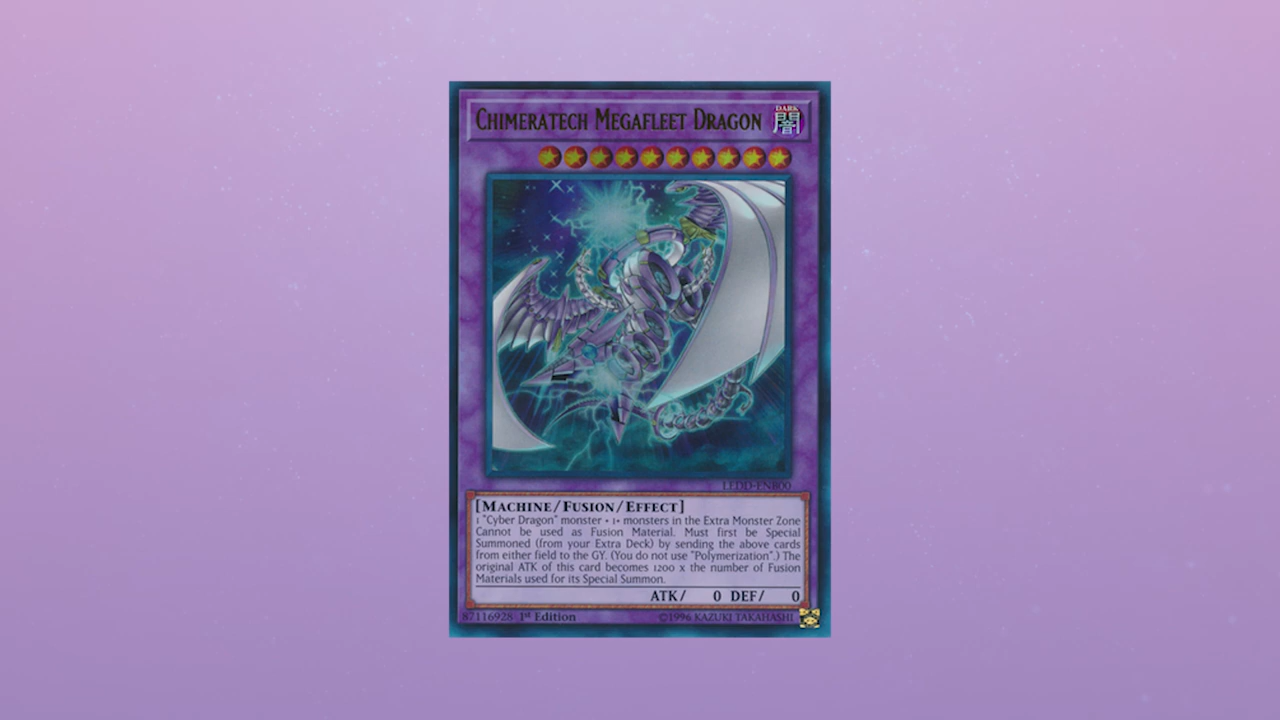 CHIMERATECH MEGAFLEET DRAGON
DARK
闇
LEDD-ENB00
[MACHINE/FUSION/EFFECT]
1 "Cyber Dragon" monster + 1+ monsters in the Extra Monster Zone
Cannot be used as Fusion Material. Must first be Special
Summoned (from your Extra Deck) by sending the above cards
from either field to the GY. (You do not use "Polymerization".) The
original ATK of this card becomes 1200 x the number of Fusion
Materials used for its Special Summon.
ATK/ 0 DEF/ 0
87116928 1st Edition ©1996 KAZUKI TAKAHASHI